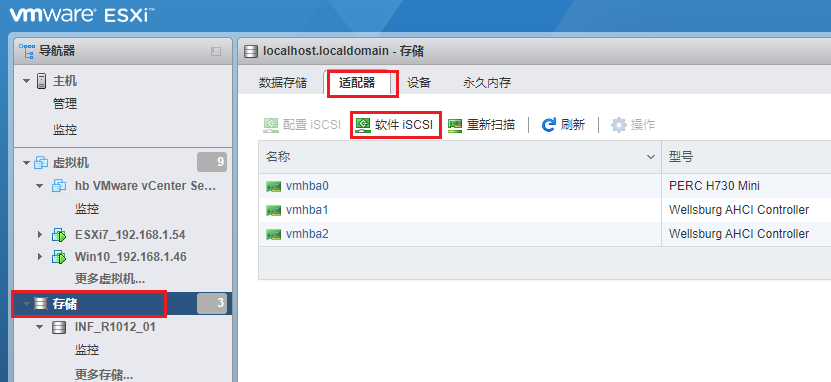 vmware ESXi™
导航器
主机
管理
监控
虚拟机 9
hb VMware vCenter Se...
监控
ESXi7_192.168.1.54
Win10_192.168.1.46
更多虚拟机...
存储 3
INF_R1012_01
监控
更多存储...
localhost.localdomain - 存储
数据存储 适配器 设备 永久内存
配置 iSCSI 软件 iSCSI 重新扫描 刷新 操作
名称 型号
vmhba0 PERC H730 Mini
vmhba1 Wellsburg AHCI Controller
vmhba2 Wellsburg AHCI Controller